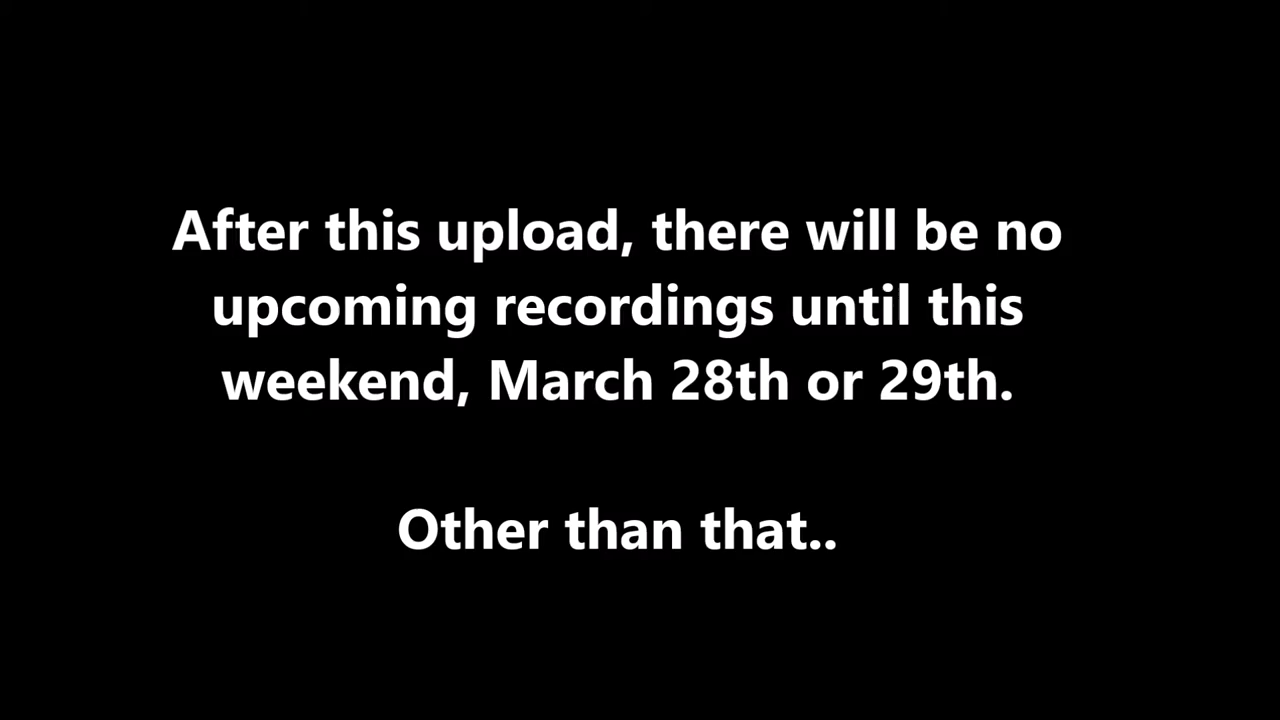 After this upload, there will be no
upcoming recordings until this
weekend, March 28th or 29th.
Other than that..